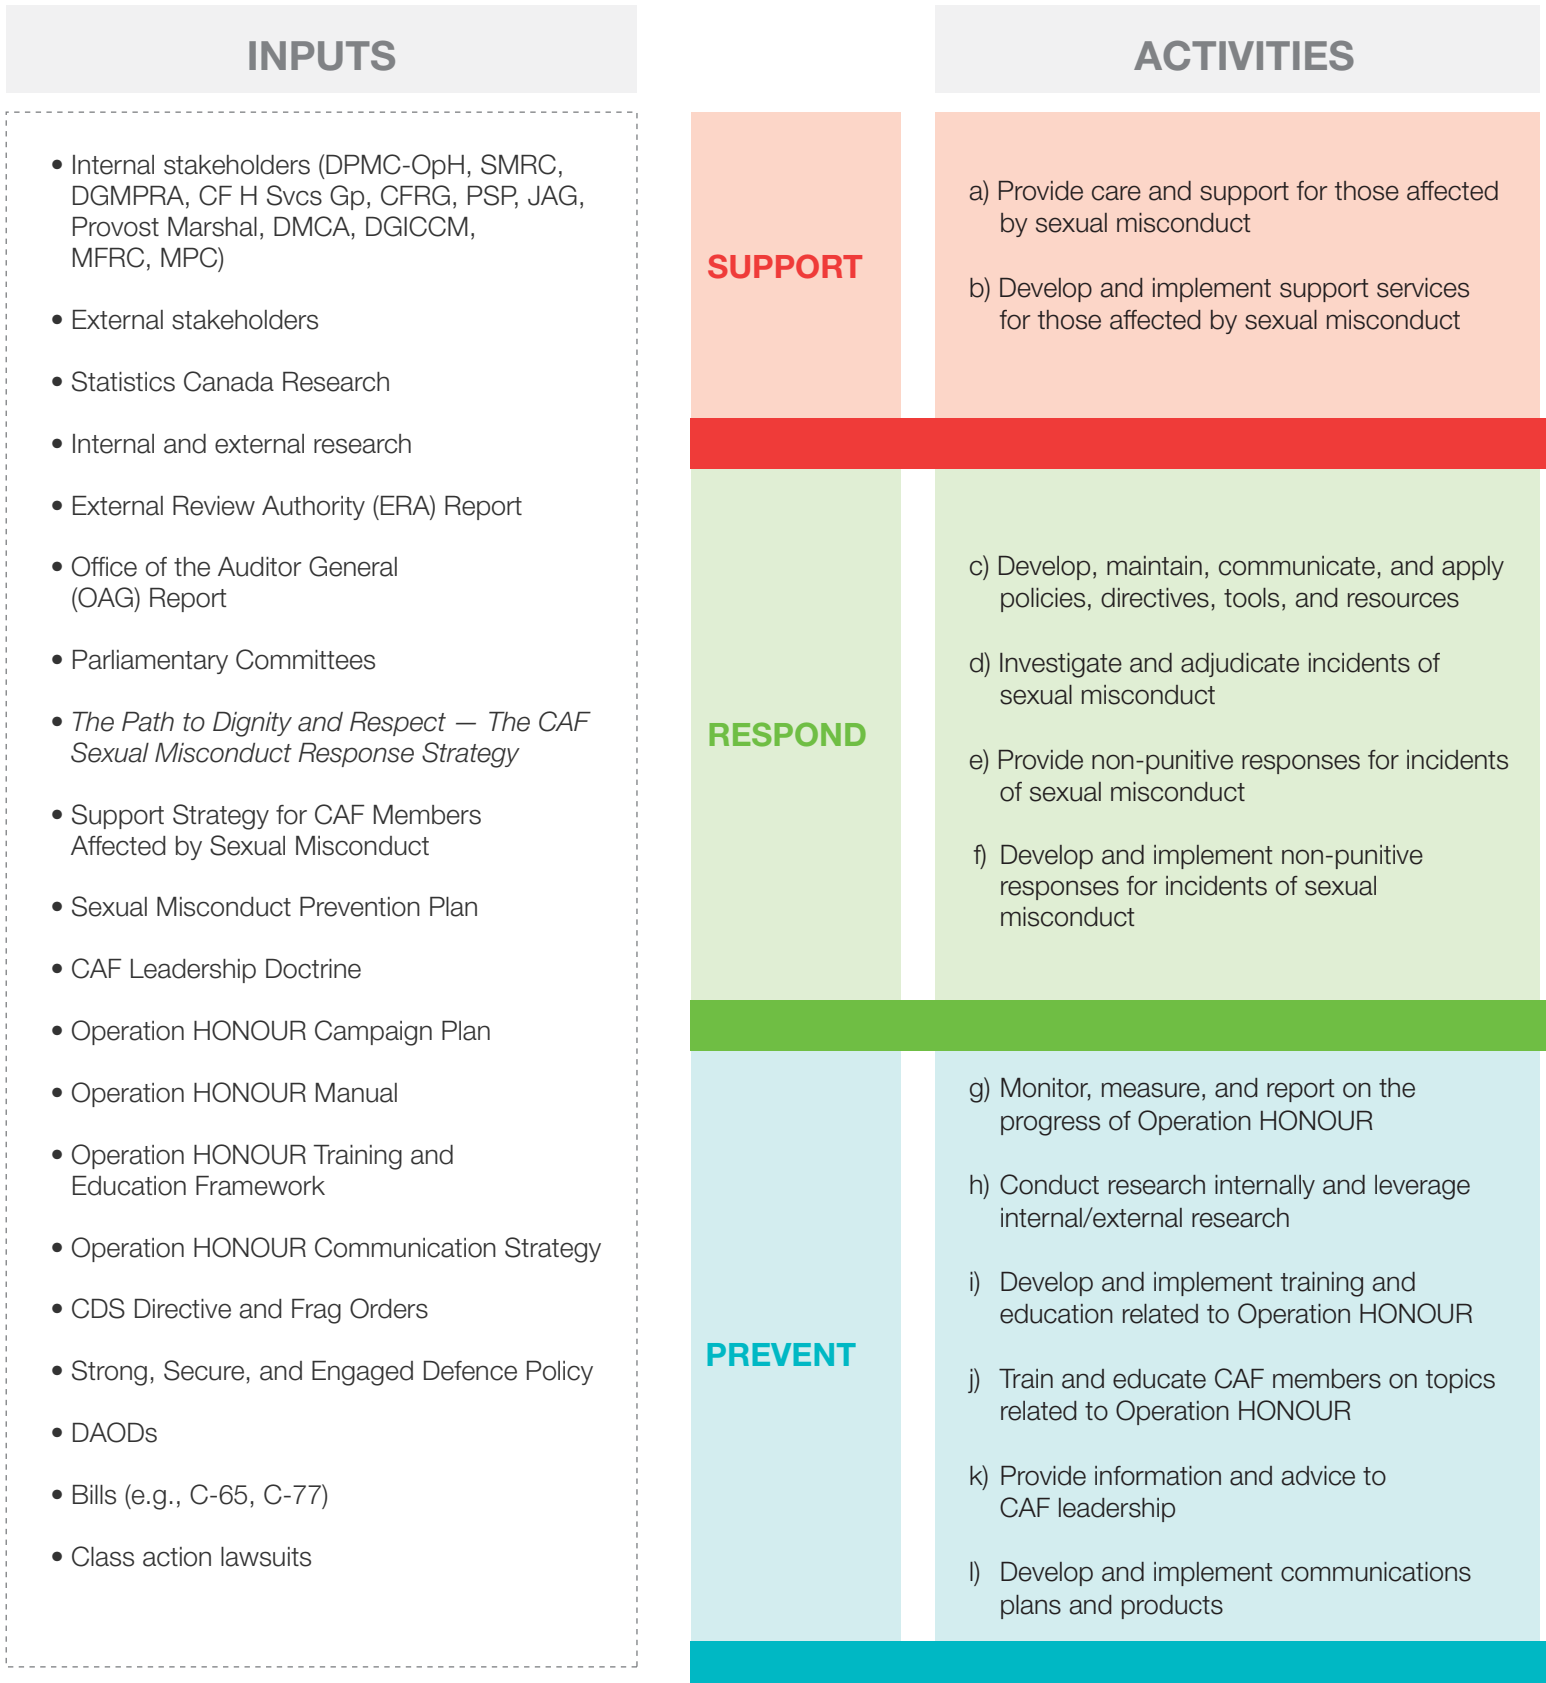 INPUTS
• Internal stakeholders (DPMC-OpH, SMRC,
DGMPRA, CF H Svcs Gp, CFRG, PSP, JAG,
Provost Marshal, DMCA, DGICCM,
MFRC, MPC)
• External stakeholders
• Statistics Canada Research
• Internal and external research
• External Review Authority (ERA) Report
• Office of the Auditor General
(OAG) Report
• Parliamentary Committees
• The Path to Dignity and Respect — The CAF
Sexual Misconduct Response Strategy
• Support Strategy for CAF Members
Affected by Sexual Misconduct
• Sexual Misconduct Prevention Plan
• CAF Leadership Doctrine
• Operation HONOUR Campaign Plan
• Operation HONOUR Manual
• Operation HONOUR Training and
Education Framework
• Operation HONOUR Communication Strategy
• CDS Directive and Frag Orders
• Strong, Secure, and Engaged Defence Policy
• DAODs
• Bills (e.g., C-65, C-77)
• Class action lawsuits
ACTIVITIES
SUPPORT
a) Provide care and support for those affected
by sexual misconduct
b) Develop and implement support services
for those affected by sexual misconduct
RESPOND
c) Develop, maintain, communicate, and apply
policies, directives, tools, and resources
d) Investigate and adjudicate incidents of
sexual misconduct
e) Provide non-punitive responses for incidents
of sexual misconduct
f) Develop and implement non-punitive
responses for incidents of sexual
misconduct
PREVENT
g) Monitor, measure, and report on the
progress of Operation HONOUR
h) Conduct research internally and leverage
internal/external research
i) Develop and implement training and
education related to Operation HONOUR
j) Train and educate CAF members on topics
related to Operation HONOUR
k) Provide information and advice to
CAF leadership
l) Develop and implement communications
plans and products